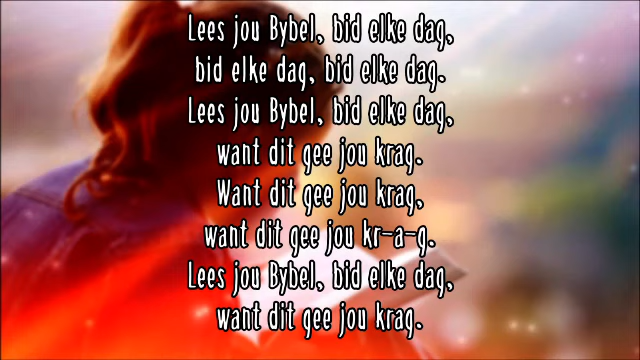 Lees jou Bybel, bid elke dag,
bid elke dag, bid elke dag.
Lees jou Bybel, bid elke dag,
want dit gee jou krag.
Want dit gee jou krag,
want dit gee jou kr-a-g.
Lees jou Bybel, bid elke dag,
want dit gee jou krag.